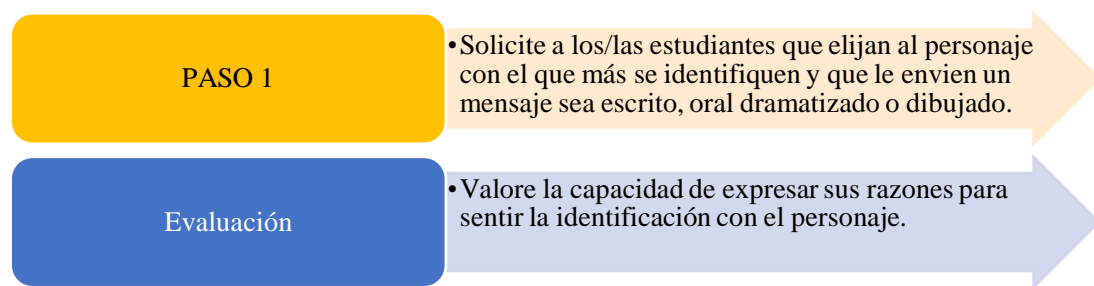 PASO 1
•Solicite a los/las estudiantes que elijan al personaje
con el que más se identifiquen y que le envien un
mensaje sea escrito, oral dramatizado o dibujado.
Evaluación
•Valore la capacidad de expresar sus razones para
sentir la identificación con el personaje.